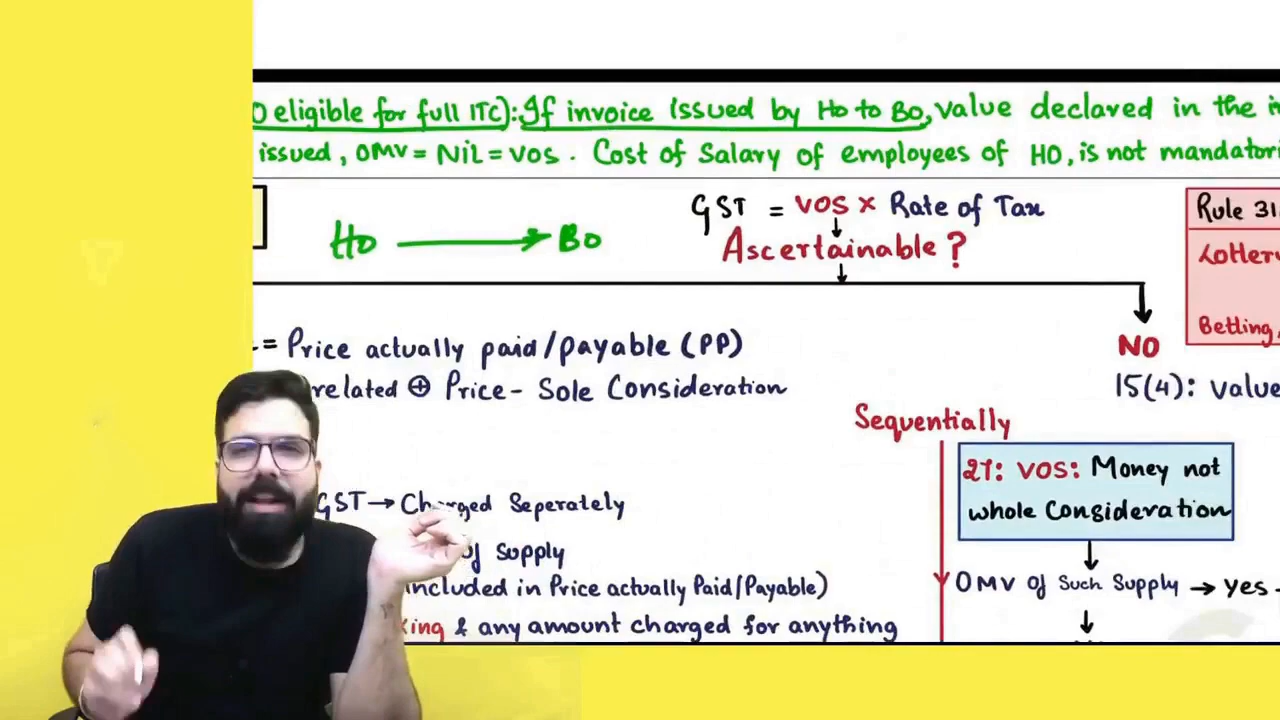 O eligible for full ITC): If invoice issued by Ho to Bo, value declared in the
issued, OMV = Nil = VOS. Cost of Salary of employees of HO, is not
Ho → Bo
GST = VOS × Rate of Tax
Ascertainable ?
Rule 31
= Price actually paid/payable (PP)
related ⊕ Price - Sole Consideration
NO
15(4):
Betting,
Sequentially
27: VOS: Money not
whole Consideration
GST → Charged Seperately
of Supply
included in Price actually Paid/Payable)
& any amount charged for anything
OMV of Such Supply → Yes